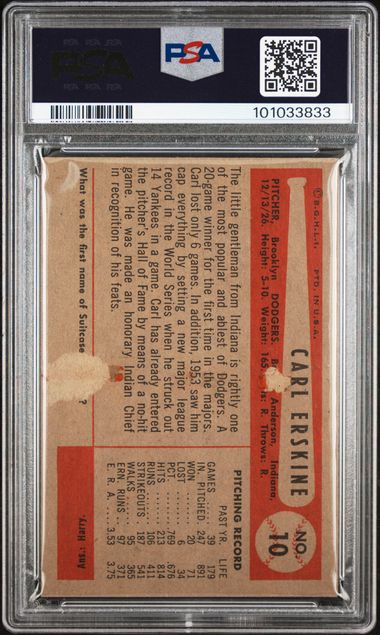 PSA
PSA
101033833
© B.G.H.L.I. PTD. IN U.S.A.
CARL ERSKINE
NO. 10
PITCHER, Brooklyn DODGERS. Anderson, Indiana,
12/13/26. Height: 5-10. Weight: 165. R. Throws: R.
The little gentleman from Indiana is rightly one
of the most popular and ablest of Dodgers. A
20-game winner for the first time in the majors.
Carl lost only 6 games. In addition, 1953 saw him
cap everything by setting a new major league
record in the World Series when he struck out
14 Yankees in a game. Carl has already entered
the pitcher's Hall of Fame by means of a no-hit
game. He was made an honorary Indian Chief
in recognition of his feats.
PITCHING RECORD
PAST YR. LIFE
GAMES 39 179
IN. PITCHED 247 891
WON 20 71
LOST 6 34
PCT. .769 .676
HITS 213 814
RUNS 106 411
STRIKEOUTS 187 541
WALKS 95 365
ERN. RUNS 97 371
E. R. A. 3.53 3.75
What was the first name of Suitcase ?
Ans: Harry.